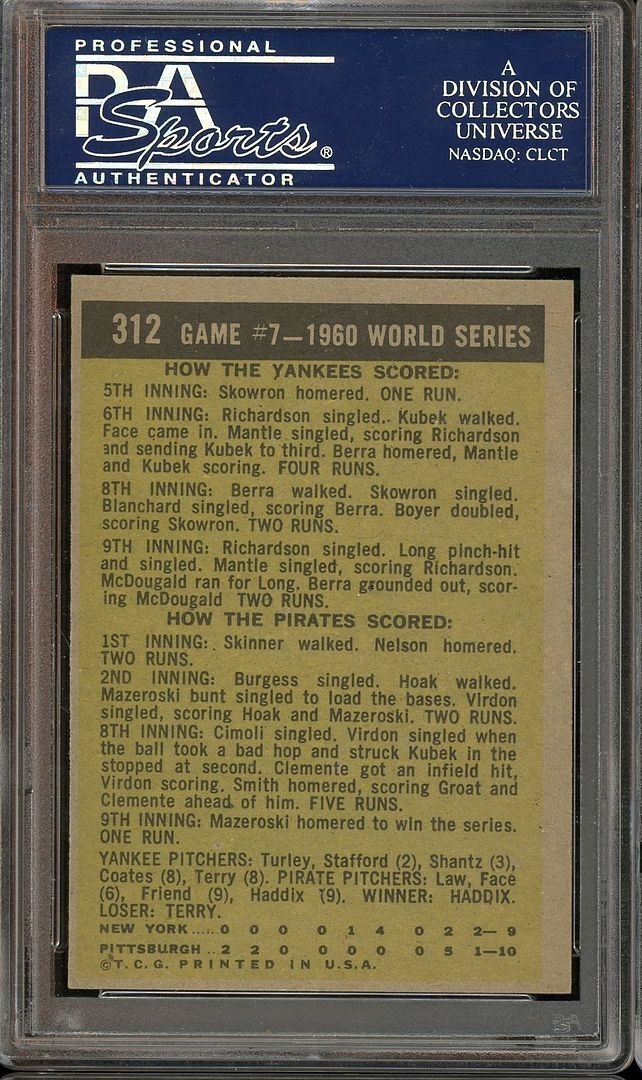 PROFESSIONAL
PSA
Sports®
AUTHENTICATOR
A
DIVISION OF
COLLECTORS
UNIVERSE
NASDAQ: CLCT
312 GAME #7—1960 WORLD SERIES
HOW THE YANKEES SCORED:
5TH INNING: Skowron homered. ONE RUN.
6TH INNING: Richardson singled. Kubek walked.
Face came in. Mantle singled, scoring Richardson
and sending Kubek to third. Berra homered, Mantle
and Kubek scoring. FOUR RUNS.
8TH INNING: Berra walked. Skowron singled.
Blanchard singled, scoring Berra. Boyer doubled,
scoring Skowron. TWO RUNS.
9TH INNING: Richardson singled. Long pinch-hit
and singled. Mantle singled, scoring Richardson.
McDougald ran for Long. Berra grounded out, scor-
ing McDougald TWO RUNS.
HOW THE PIRATES SCORED:
1ST INNING: Skinner walked. Nelson homered.
TWO RUNS.
2ND INNING: Burgess singled. Hoak walked.
Mazeroski bunt singled to load the bases. Virdon
singled, scoring Hoak and Mazeroski. TWO RUNS.
8TH INNING: Cimoli singled. Virdon singled when
the ball took a bad hop and struck Kubek in the
stopped at second. Clemente got an infield hit,
Virdon scoring. Smith homered, scoring Groat and
Clemente ahead of him. FIVE RUNS.
9TH INNING: Mazeroski homered to win the series.
ONE RUN.
YANKEE PITCHERS: Turley, Stafford (2), Shantz (3),
Coates (8), Terry (8). PIRATE PITCHERS: Law, Face
(6), Friend (9), Haddix (9). WINNER: HADDIX.
LOSER: TERRY.
NEW YORK.....0 0 0 0 1 4 0 2 2— 9
PITTSBURGH ..2 2 0 0 0 0 0 5 1—10
©T.C.G. PRINTED IN U.S.A.
PSA